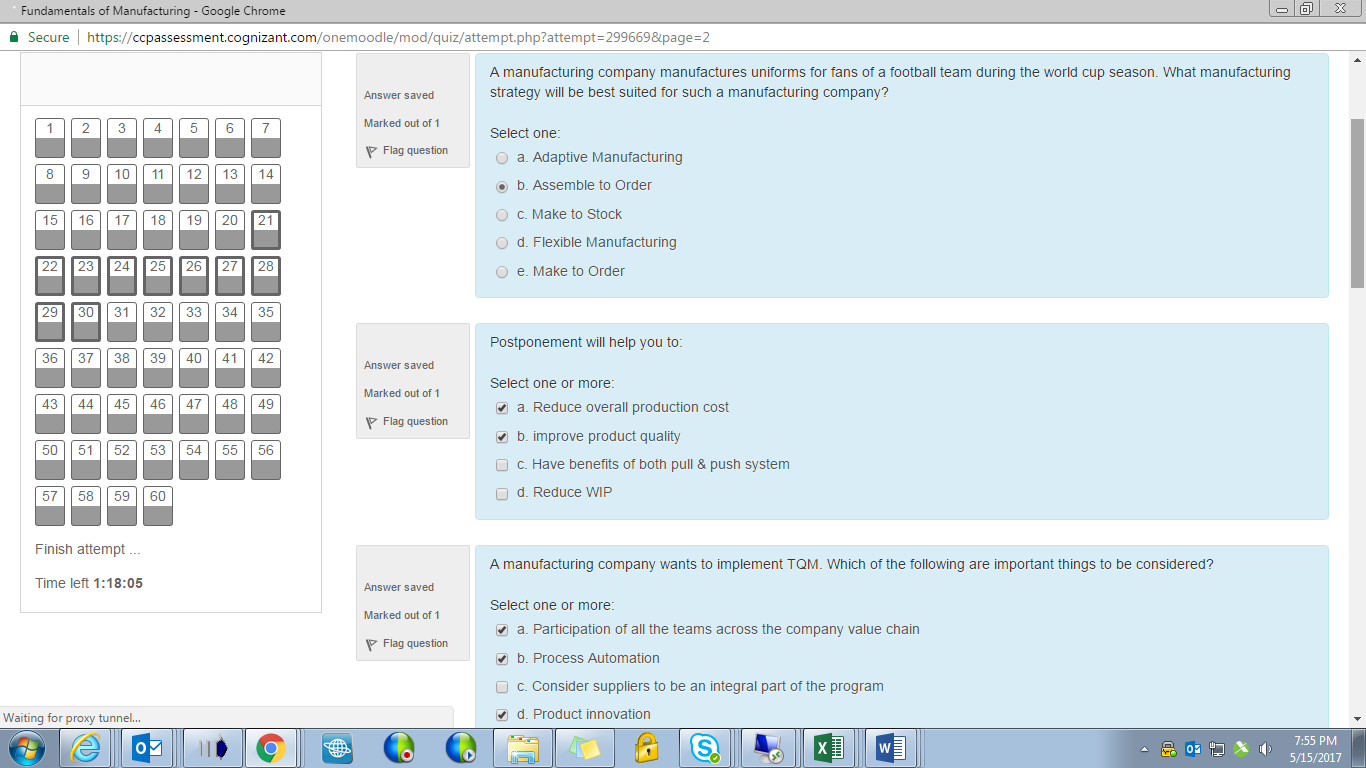 Fundamentals of Manufacturing - Google Chrome
Secure https://ccpassessment.cognizant.com/onemoodle/mod/quiz/attempt.php?attempt=299669&page=2
1 2 3 4 5 6 7
8 9 10 11 12 13 14
15 16 17 18 19 20 21
22 23 24 25 26 27 28
29 30 31 32 33 34 35
36 37 38 39 40 41 42
43 44 45 46 47 48 49
50 51 52 53 54 55 56
57 58 59 60
Finish attempt ...
Time left 1:18:05
Answer saved
Marked out of 1
Flag question
A manufacturing company manufactures uniforms for fans of a football team during the world cup season. What manufacturing
strategy will be best suited for such a manufacturing company?
Select one:
a. Adaptive Manufacturing
b. Assemble to Order
c. Make to Stock
d. Flexible Manufacturing
e. Make to Order
Answer saved
Marked out of 1
Flag question
Postponement will help you to:
Select one or more:
a. Reduce overall production cost
b. improve product quality
c. Have benefits of both pull & push system
d. Reduce WIP
Answer saved
Marked out of 1
Flag question
A manufacturing company wants to implement TQM. Which of the following are important things to be considered?
Select one or more:
a. Participation of all the teams across the company value chain
b. Process Automation
c. Consider suppliers to be an integral part of the program
d. Product innovation
Waiting for proxy tunnel...
7:55 PM
5/15/2017